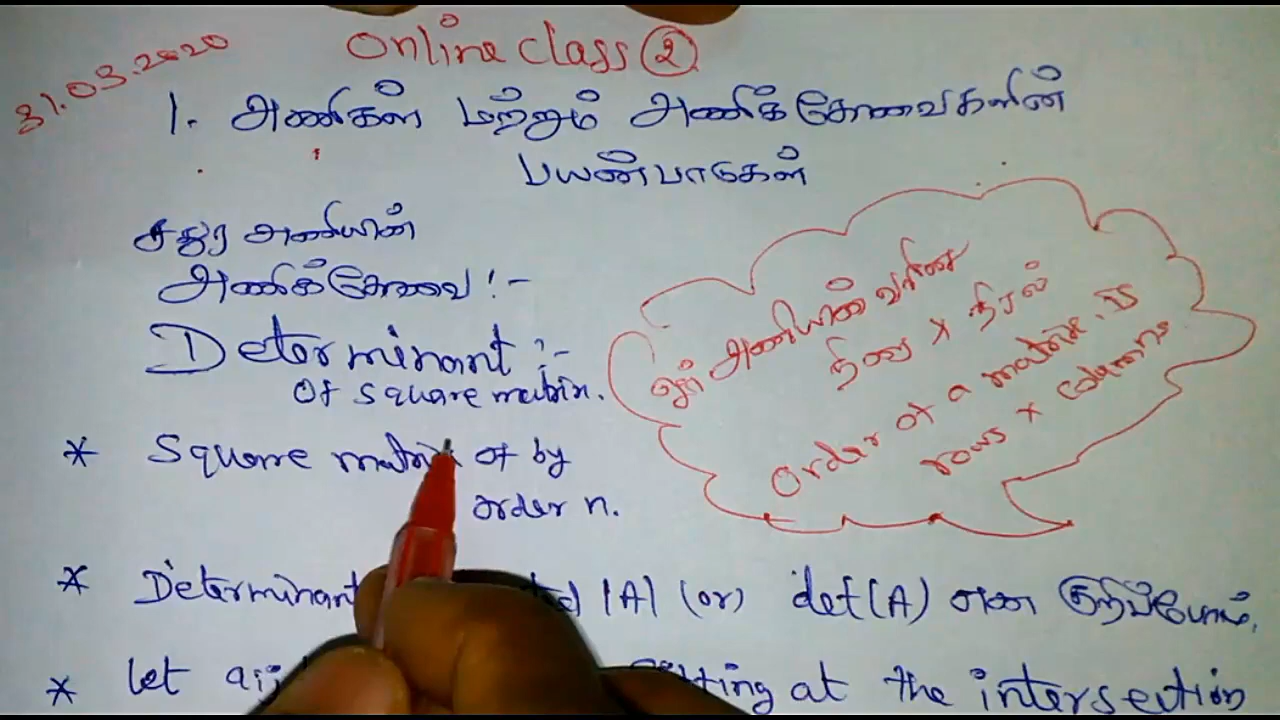 31.03.2020
Online Class 2
1. அணிகள் மற்றும் அணிக்கோவைகளின்
பயன்பாடுகள்
சதுர அணியின்
அணிக்கோவை :-
Determinant :-
Of square matrix.
* Square matrix of by
order n.
ஓர் அணியின் வரிசை
நிரை × நிரல்
Order of a matrix is
rows × columns
* Determinant |A| (or) det(A) என குறிப்போம்.
* Let aij at the intersection